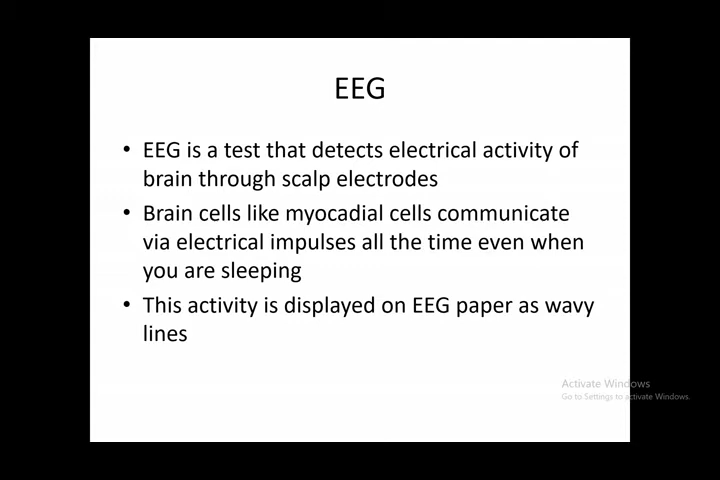 EEG
• EEG is a test that detects electrical activity of
brain through scalp electrodes
• Brain cells like myocadial cells communicate
via electrical impulses all the time even when
you are sleeping
• This activity is displayed on EEG paper as wavy
lines
Activate Windows
Go to Settings to activate Windows.